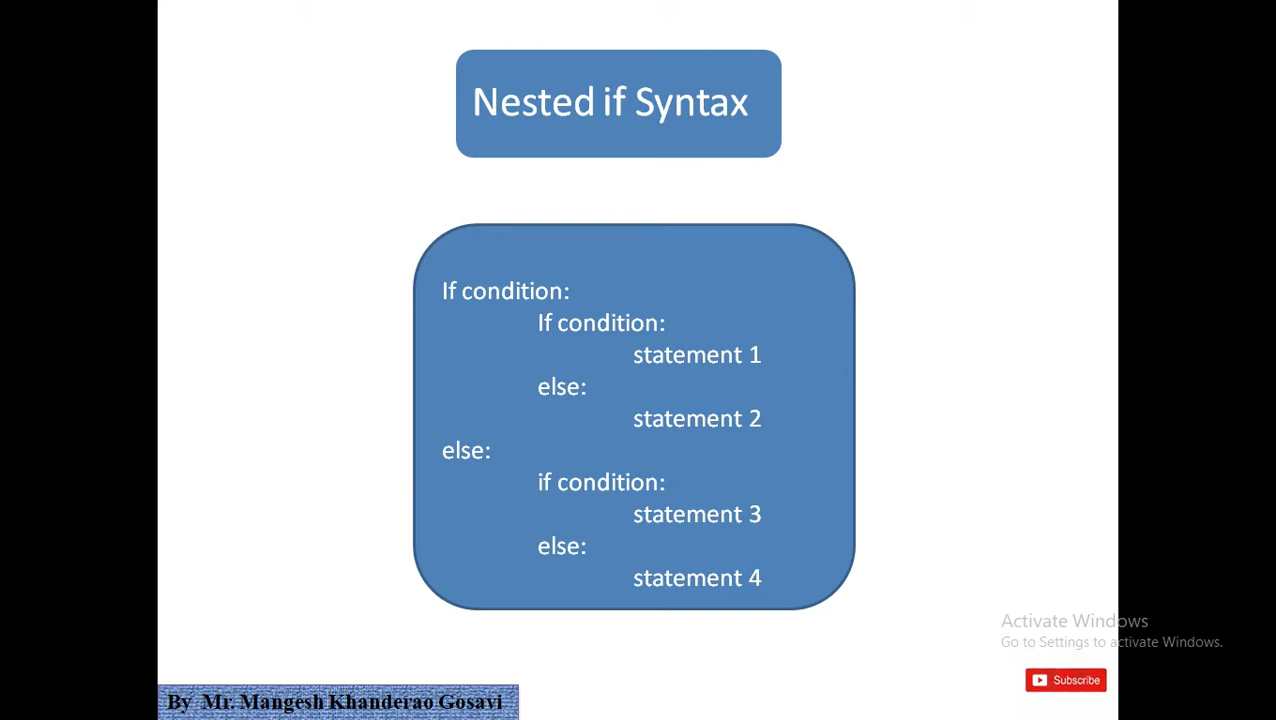 Nested if Syntax
If condition:
If condition:
statement 1
else:
statement 2
else:
if condition:
statement 3
else:
statement 4
Activate Windows
Go to Settings to activate Windows.
Subscribe
By Mr. Mangesh Khanderao Gosavi